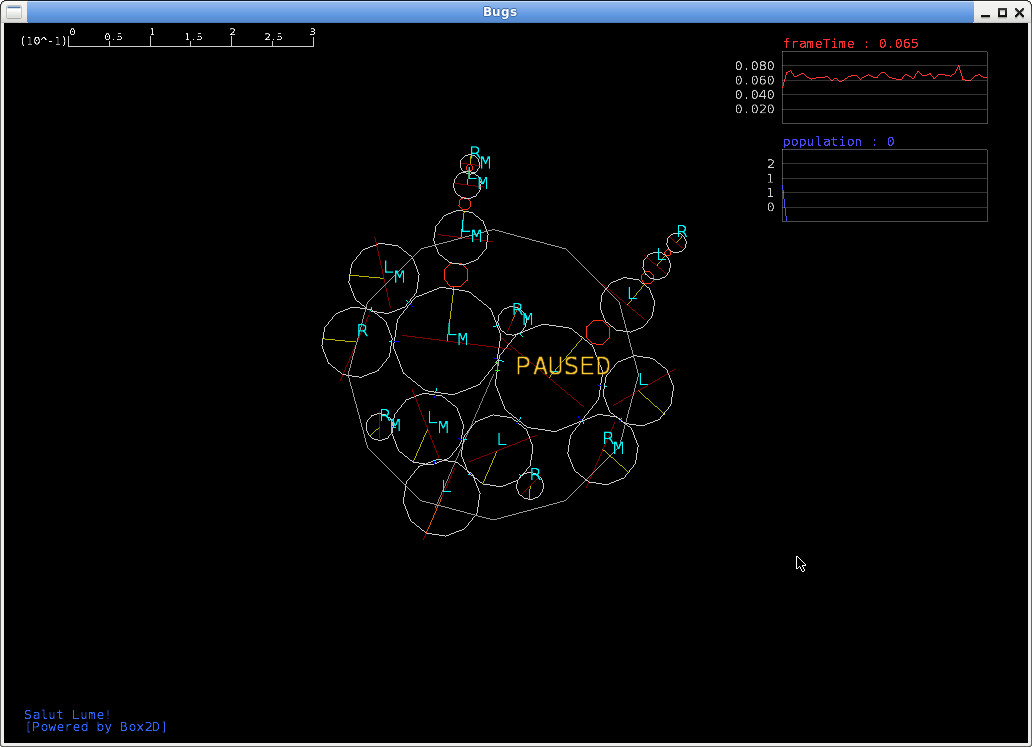 Bugs
(10^-1) 0 0.5 1 1.5 2 2.5 3
frameTime : 0.065
0.080
0.060
0.040
0.020
population : 0
2
1
1
0
R M
L M
L M
R
L
L
L M
R
L M
R M
PAUSED
L
R M
L M
L
R M
R
L
Salut Lume!
[Powered by Box2D]